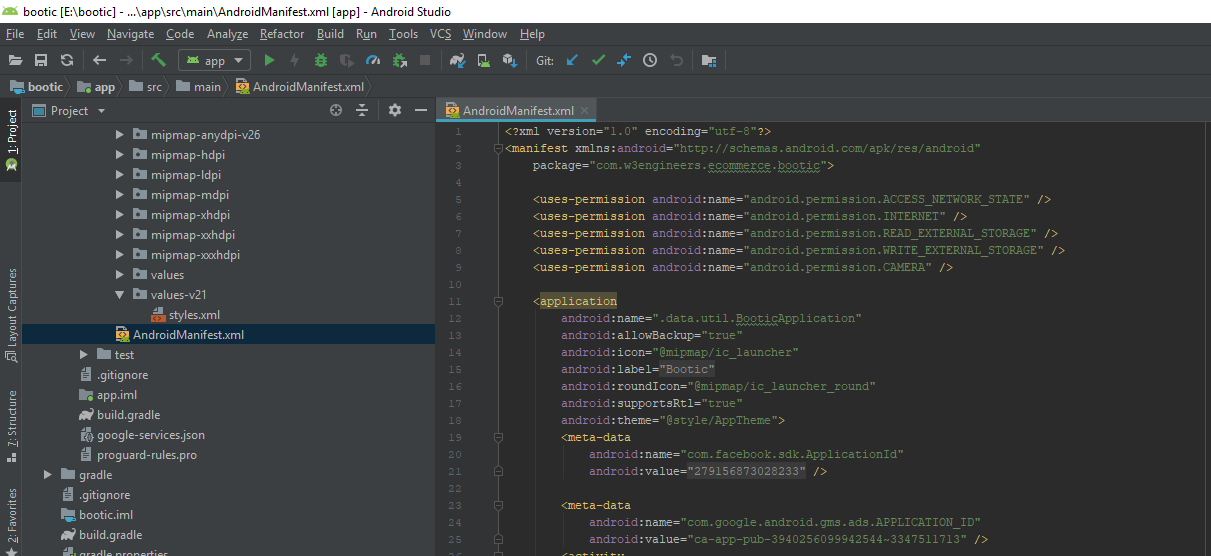 bootic [E:\bootic] - ...\app\src\main\AndroidManifest.xml [app] - Android Studio
File Edit View Navigate Code Analyze Refactor Build Run Tools VCS Window Help
app Git:
bootic app src main AndroidManifest.xml
1: Project
Layout Captures
7: Structure
2: Favorites
Project
mipmap-anydpi-v26
mipmap-hdpi
mipmap-ldpi
mipmap-mdpi
mipmap-xhdpi
mipmap-xxhdpi
mipmap-xxxhdpi
values
values-v21
styles.xml
AndroidManifest.xml
test
.gitignore
app.iml
build.gradle
google-services.json
proguard-rules.pro
gradle
.gitignore
bootic.iml
build.gradle
gradle.properties
AndroidManifest.xml
1 <?xml version="1.0" encoding="utf-8"?>
2 <manifest xmlns:android="http://schemas.android.com/apk/res/android"
3 package="com.w3engineers.ecommerce.bootic">
4
5 <uses-permission android:name="android.permission.ACCESS_NETWORK_STATE" />
6 <uses-permission android:name="android.permission.INTERNET" />
7 <uses-permission android:name="android.permission.READ_EXTERNAL_STORAGE" />
8 <uses-permission android:name="android.permission.WRITE_EXTERNAL_STORAGE" />
9 <uses-permission android:name="android.permission.CAMERA" />
10
11 <application
12 android:name=".data.util.BooticApplication"
13 android:allowBackup="true"
14 android:icon="@mipmap/ic_launcher"
15 android:label="Bootic"
16 android:roundIcon="@mipmap/ic_launcher_round"
17 android:supportsRtl="true"
18 android:theme="@style/AppTheme">
19 <meta-data
20 android:name="com.facebook.sdk.ApplicationId"
21 android:value="279156873028233" />
22
23 <meta-data
24 android:name="com.google.android.gms.ads.APPLICATION_ID"
25 android:value="ca-app-pub-3940256099942544~3347511713" />
26 <activity